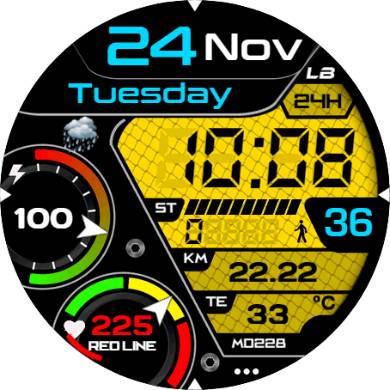 24 Nov
Tuesday
LB
24H
10:08
ST
36
0
100
KM
22.22
TE
33 °C
225
RED LINE
MD228